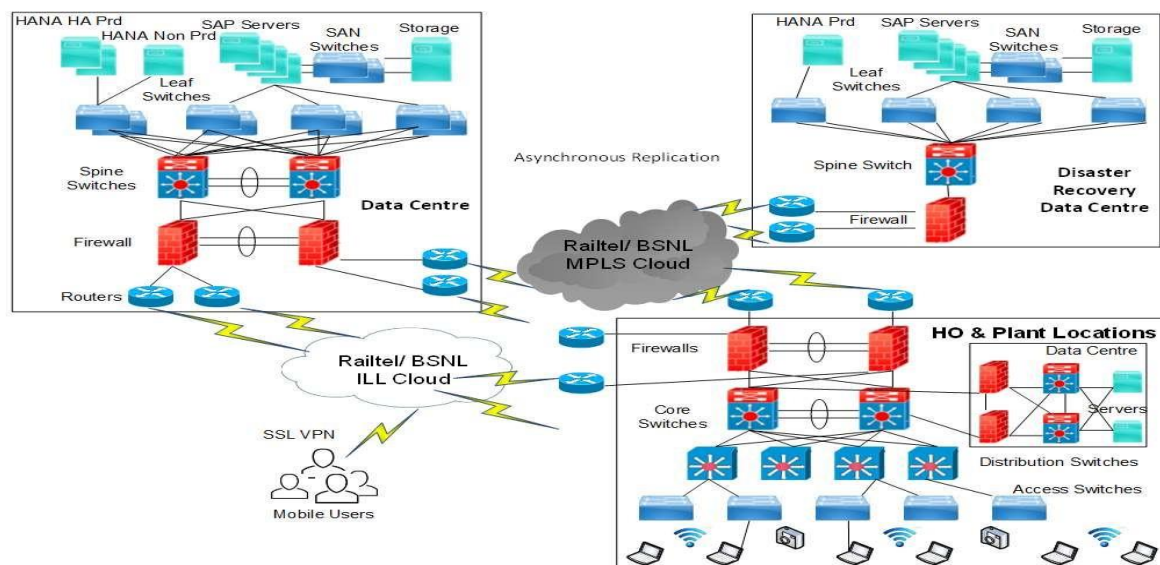 HANA HA Prd
HANA Non Prd
SAP Servers
SAN
Switches
Storage
Leaf
Switches
Spine
Switches
Data Centre
Firewall
Routers
HANA Prd
SAP Servers
SAN
Switches
Storage
Leaf
Switches
Spine Switch
Disaster
Recovery
Data Centre
Firewall
Asynchronous Replication
Railtel/ BSNL
MPLS Cloud
Railtel/ BSNL
ILL Cloud
SSL VPN
Mobile Users
HO & Plant Locations
Firewalls
Data Centre
Servers
Core
Switches
Distribution Switches
Access Switches